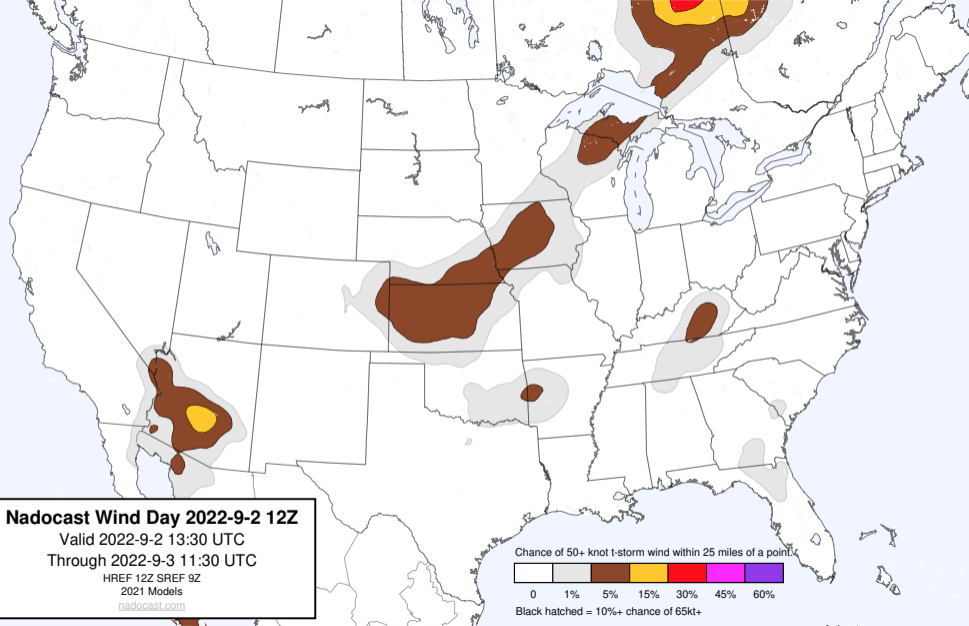 Nadocast Wind Day 2022-9-2 12Z
Valid 2022-9-2 13:30 UTC
Through 2022-9-3 11:30 UTC
HREF 12Z SREF 9Z
2021 Models
nadocast.com
Chance of 50+ knot t-storm wind within 25 miles of a point.
0 1% 5% 15% 30% 45% 60%
Black hatched = 10%+ chance of 65kt+